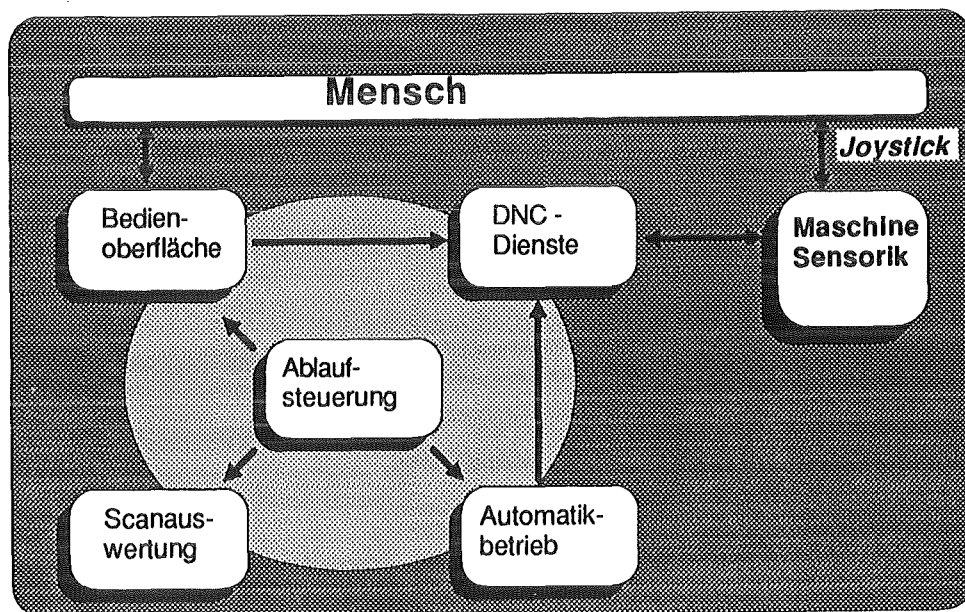 Mensch
Joystick
Bedien-
oberfläche
DNC -
Dienste
Maschine
Sensorik
Ablauf-
steuerung
Scanaus-
wertung
Automatik-
betrieb